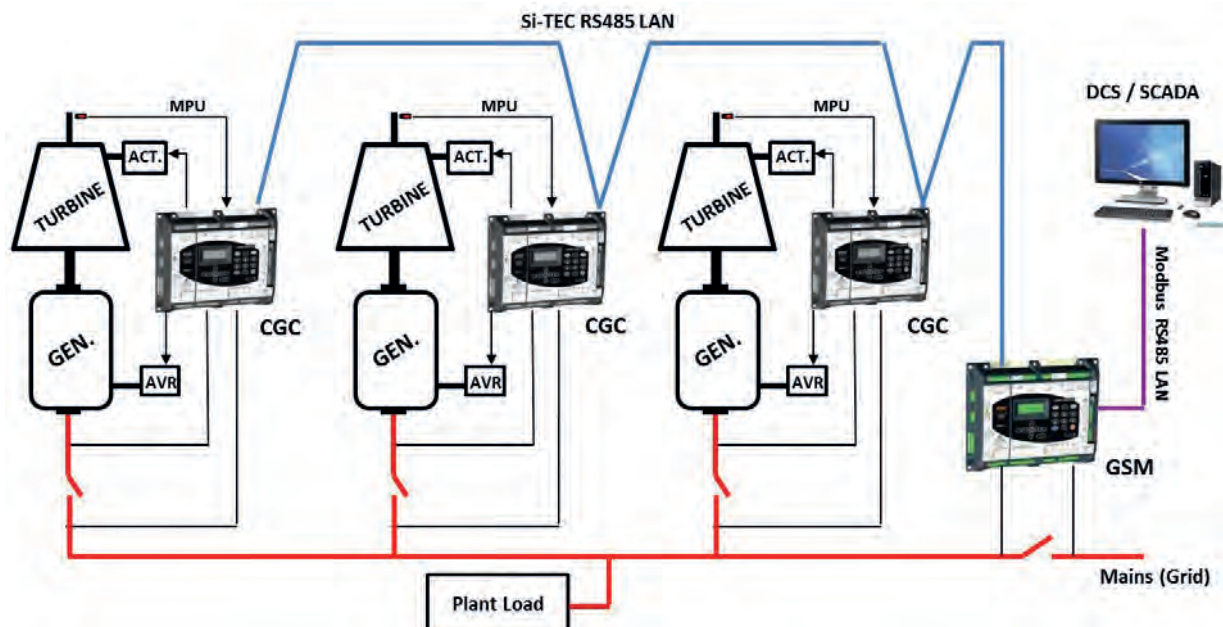 Si-TEC RS485 LAN
MPU
MPU
MPU
DCS / SCADA
ACT.
ACT.
ACT.
TURBINE
TURBINE
TURBINE
Modbus RS485 LAN
CGC
CGC
CGC
GEN.
GEN.
GEN.
AVR
AVR
AVR
GSM
Mains (Grid)
Plant Load